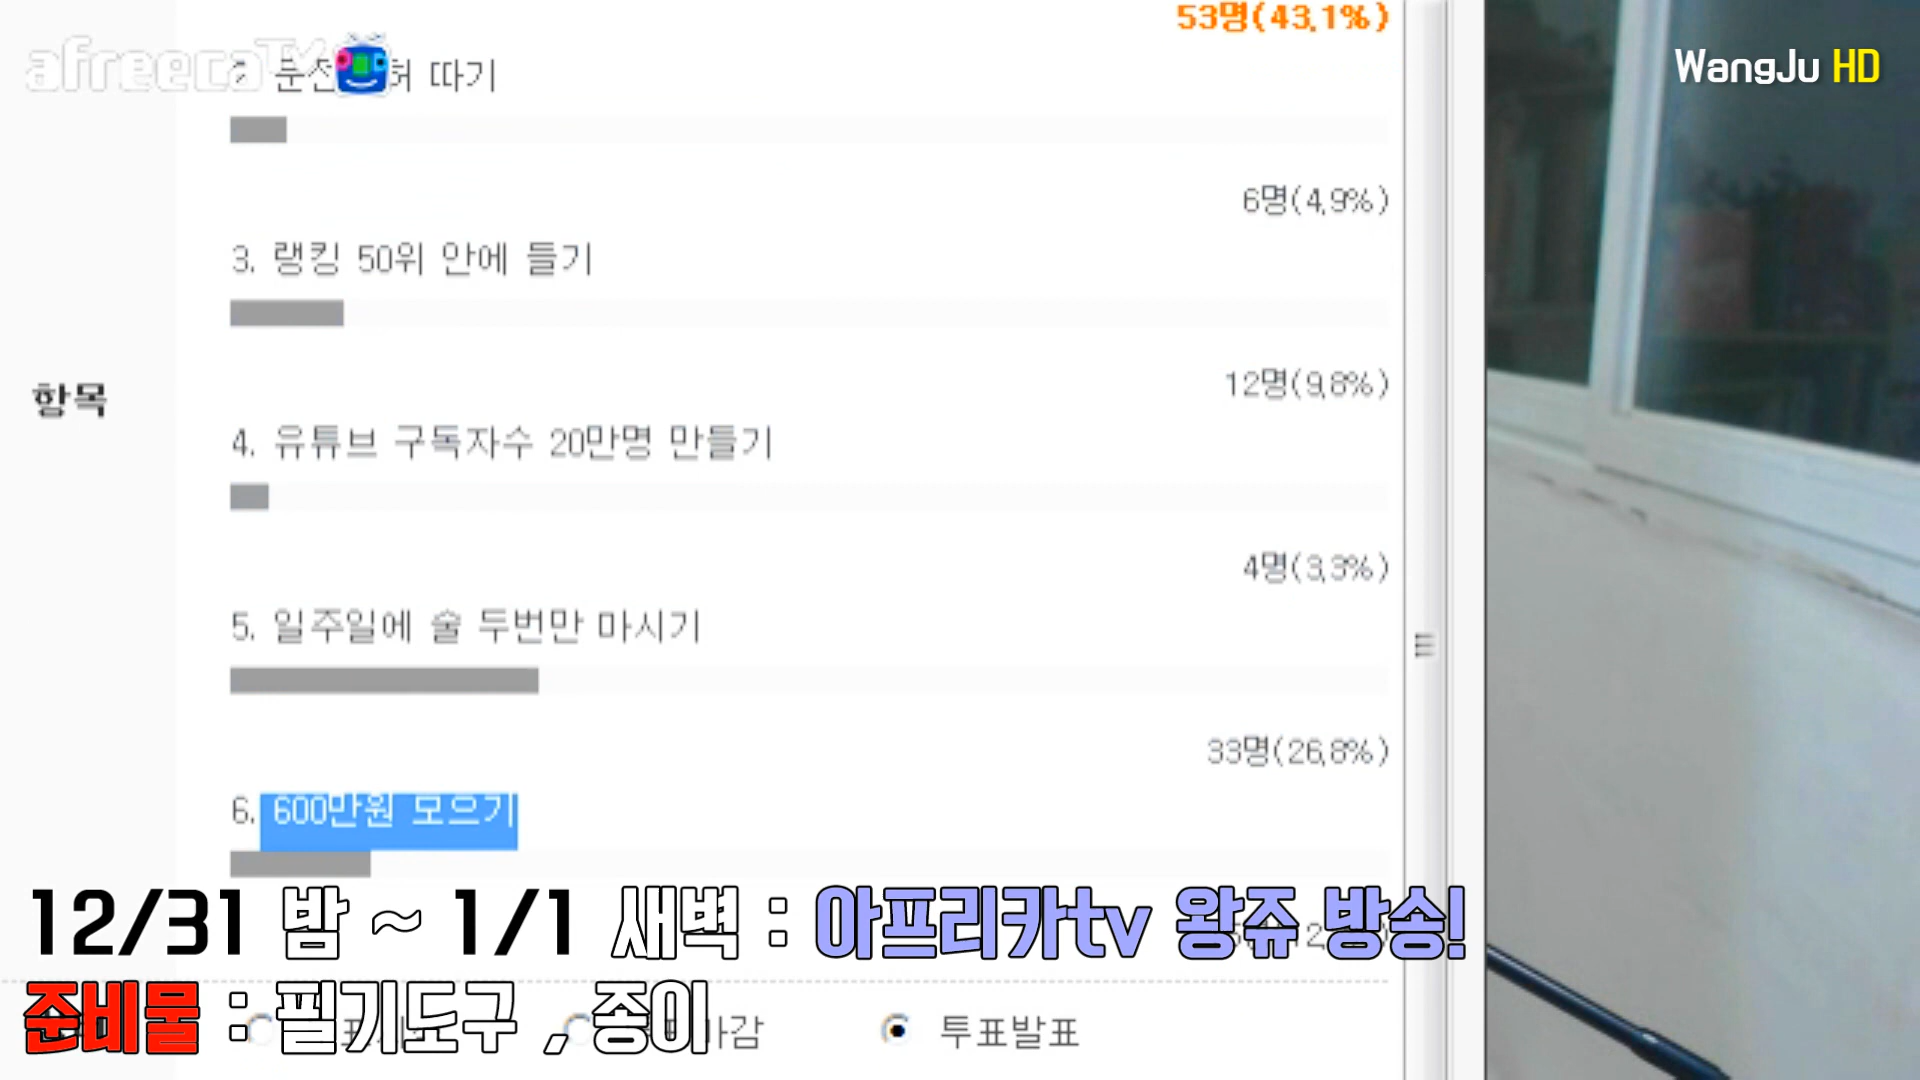 53명(43.1%)
afreecaTV
WangJu HD
따기
6명(4.9%)
3. 랭킹 50위 안에 들기
12명(9.8%)
항목
4. 유튜브 구독자수 20만명 만들기
4명(3.3%)
5. 일주일에 술 두번만 마시기
33명(26.8%)
6. 600만원 모으기
12/31 밤 ~ 1/1 새벽 : 아프리카tv 왕쥬 방송!
준비물 : 필기도구 , 종이
투표발표